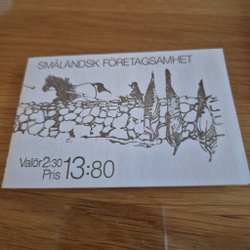 SMÅLÄNDSK FÖRETAGSAMHET
Valör 2:30
Pris 13:80